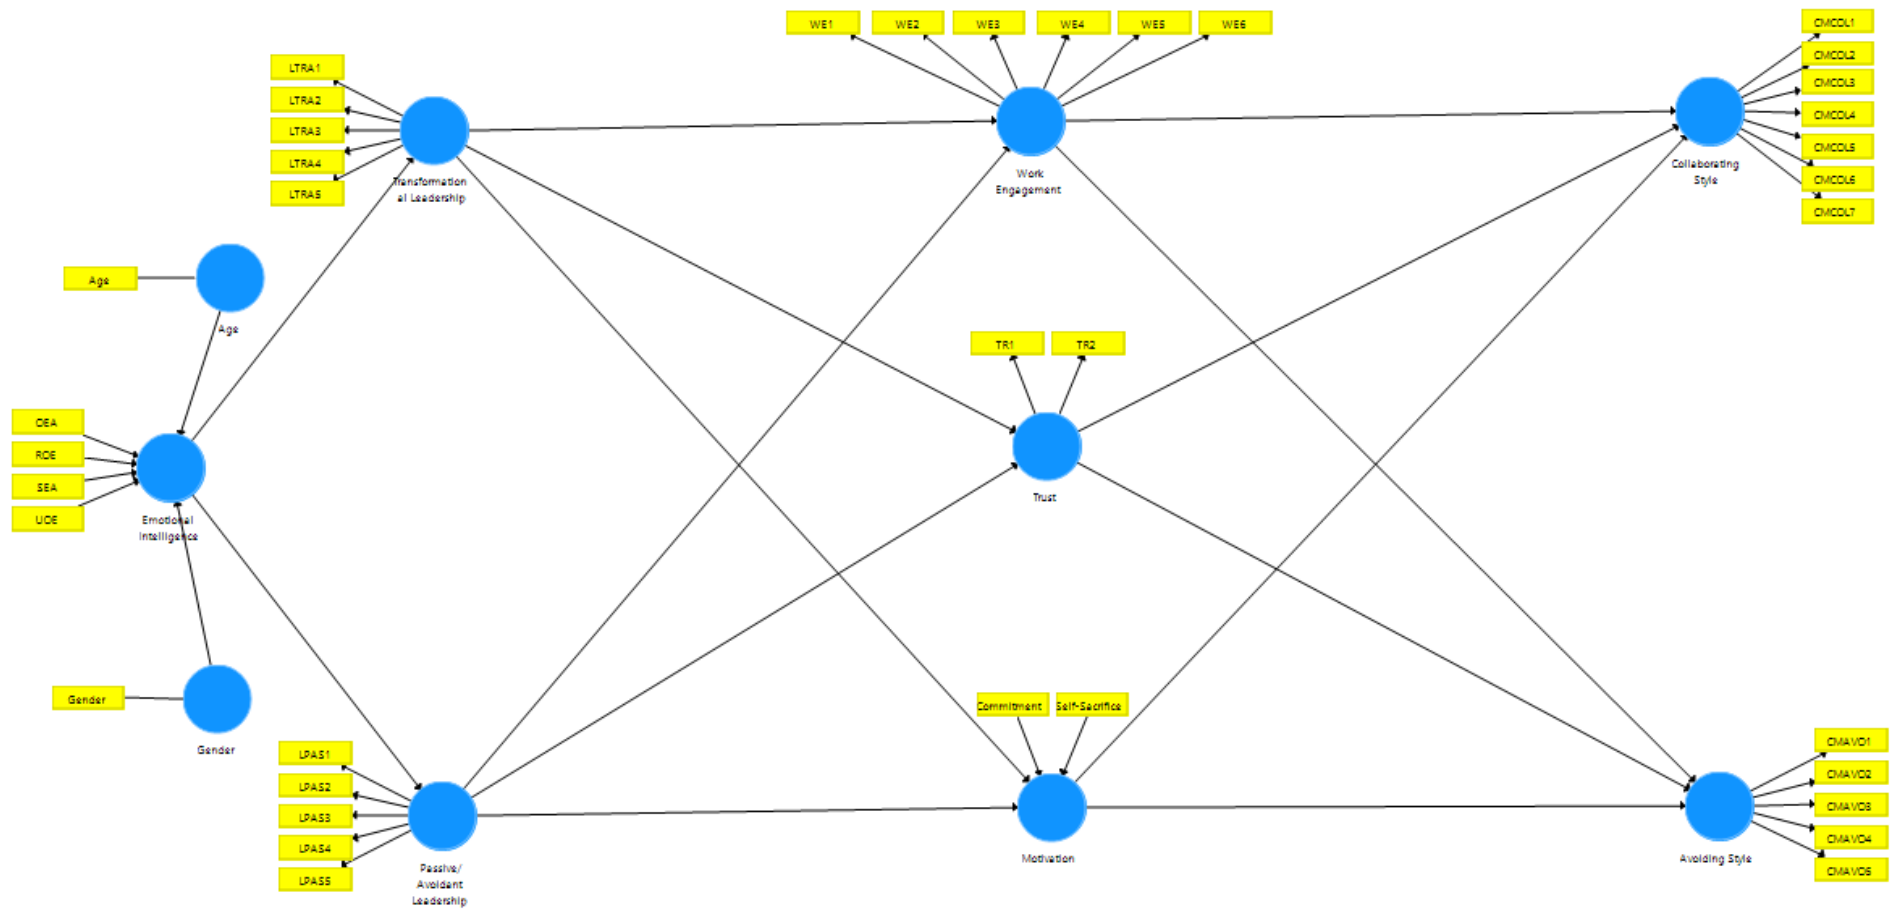 WE1
WE2
WE3
WE4
WE5
WE6
CMCOL1
CMCOL2
CMCOL3
CMCOL4
CMCOL5
CMCOL6
CMCOL7
LTRA1
LTRA2
LTRA3
LTRA4
LTRA5
Transformation
al Leadership
Work
Engagement
Collaborating
Style
Age
Age
TR1
TR2
Trust
OEA
ROE
SEA
UOE
Emotional
Intelligence
Gender
Gender
Commitment
Self-Sacrifice
Motivation
LPAS1
LPAS2
LPAS3
LPAS4
LPAS5
Passive/
Avoidant
Leadership
CMAVO1
CMAVO2
CMAVO3
CMAVO4
CMAVO5
Avoiding Style